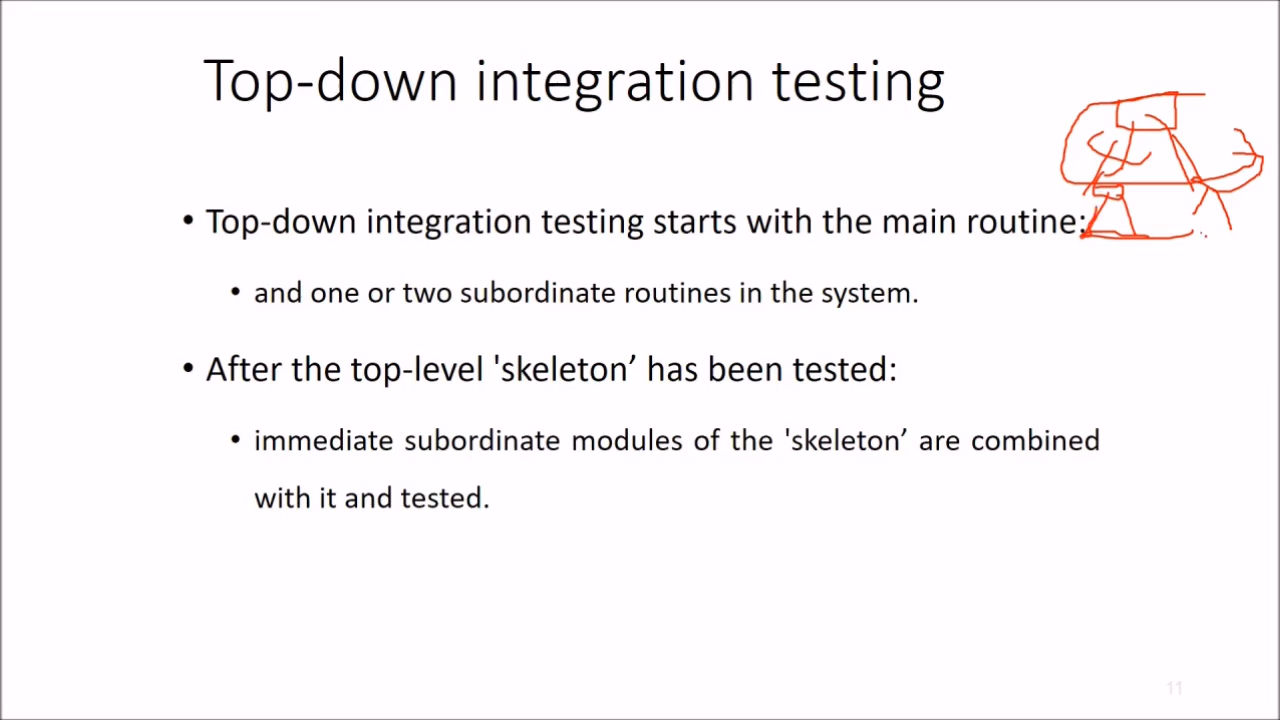 Top-down integration testing
• Top-down integration testing starts with the main routine:
• and one or two subordinate routines in the system.
• After the top-level 'skeleton’ has been tested:
• immediate subordinate modules of the 'skeleton’ are combined
with it and tested.
11